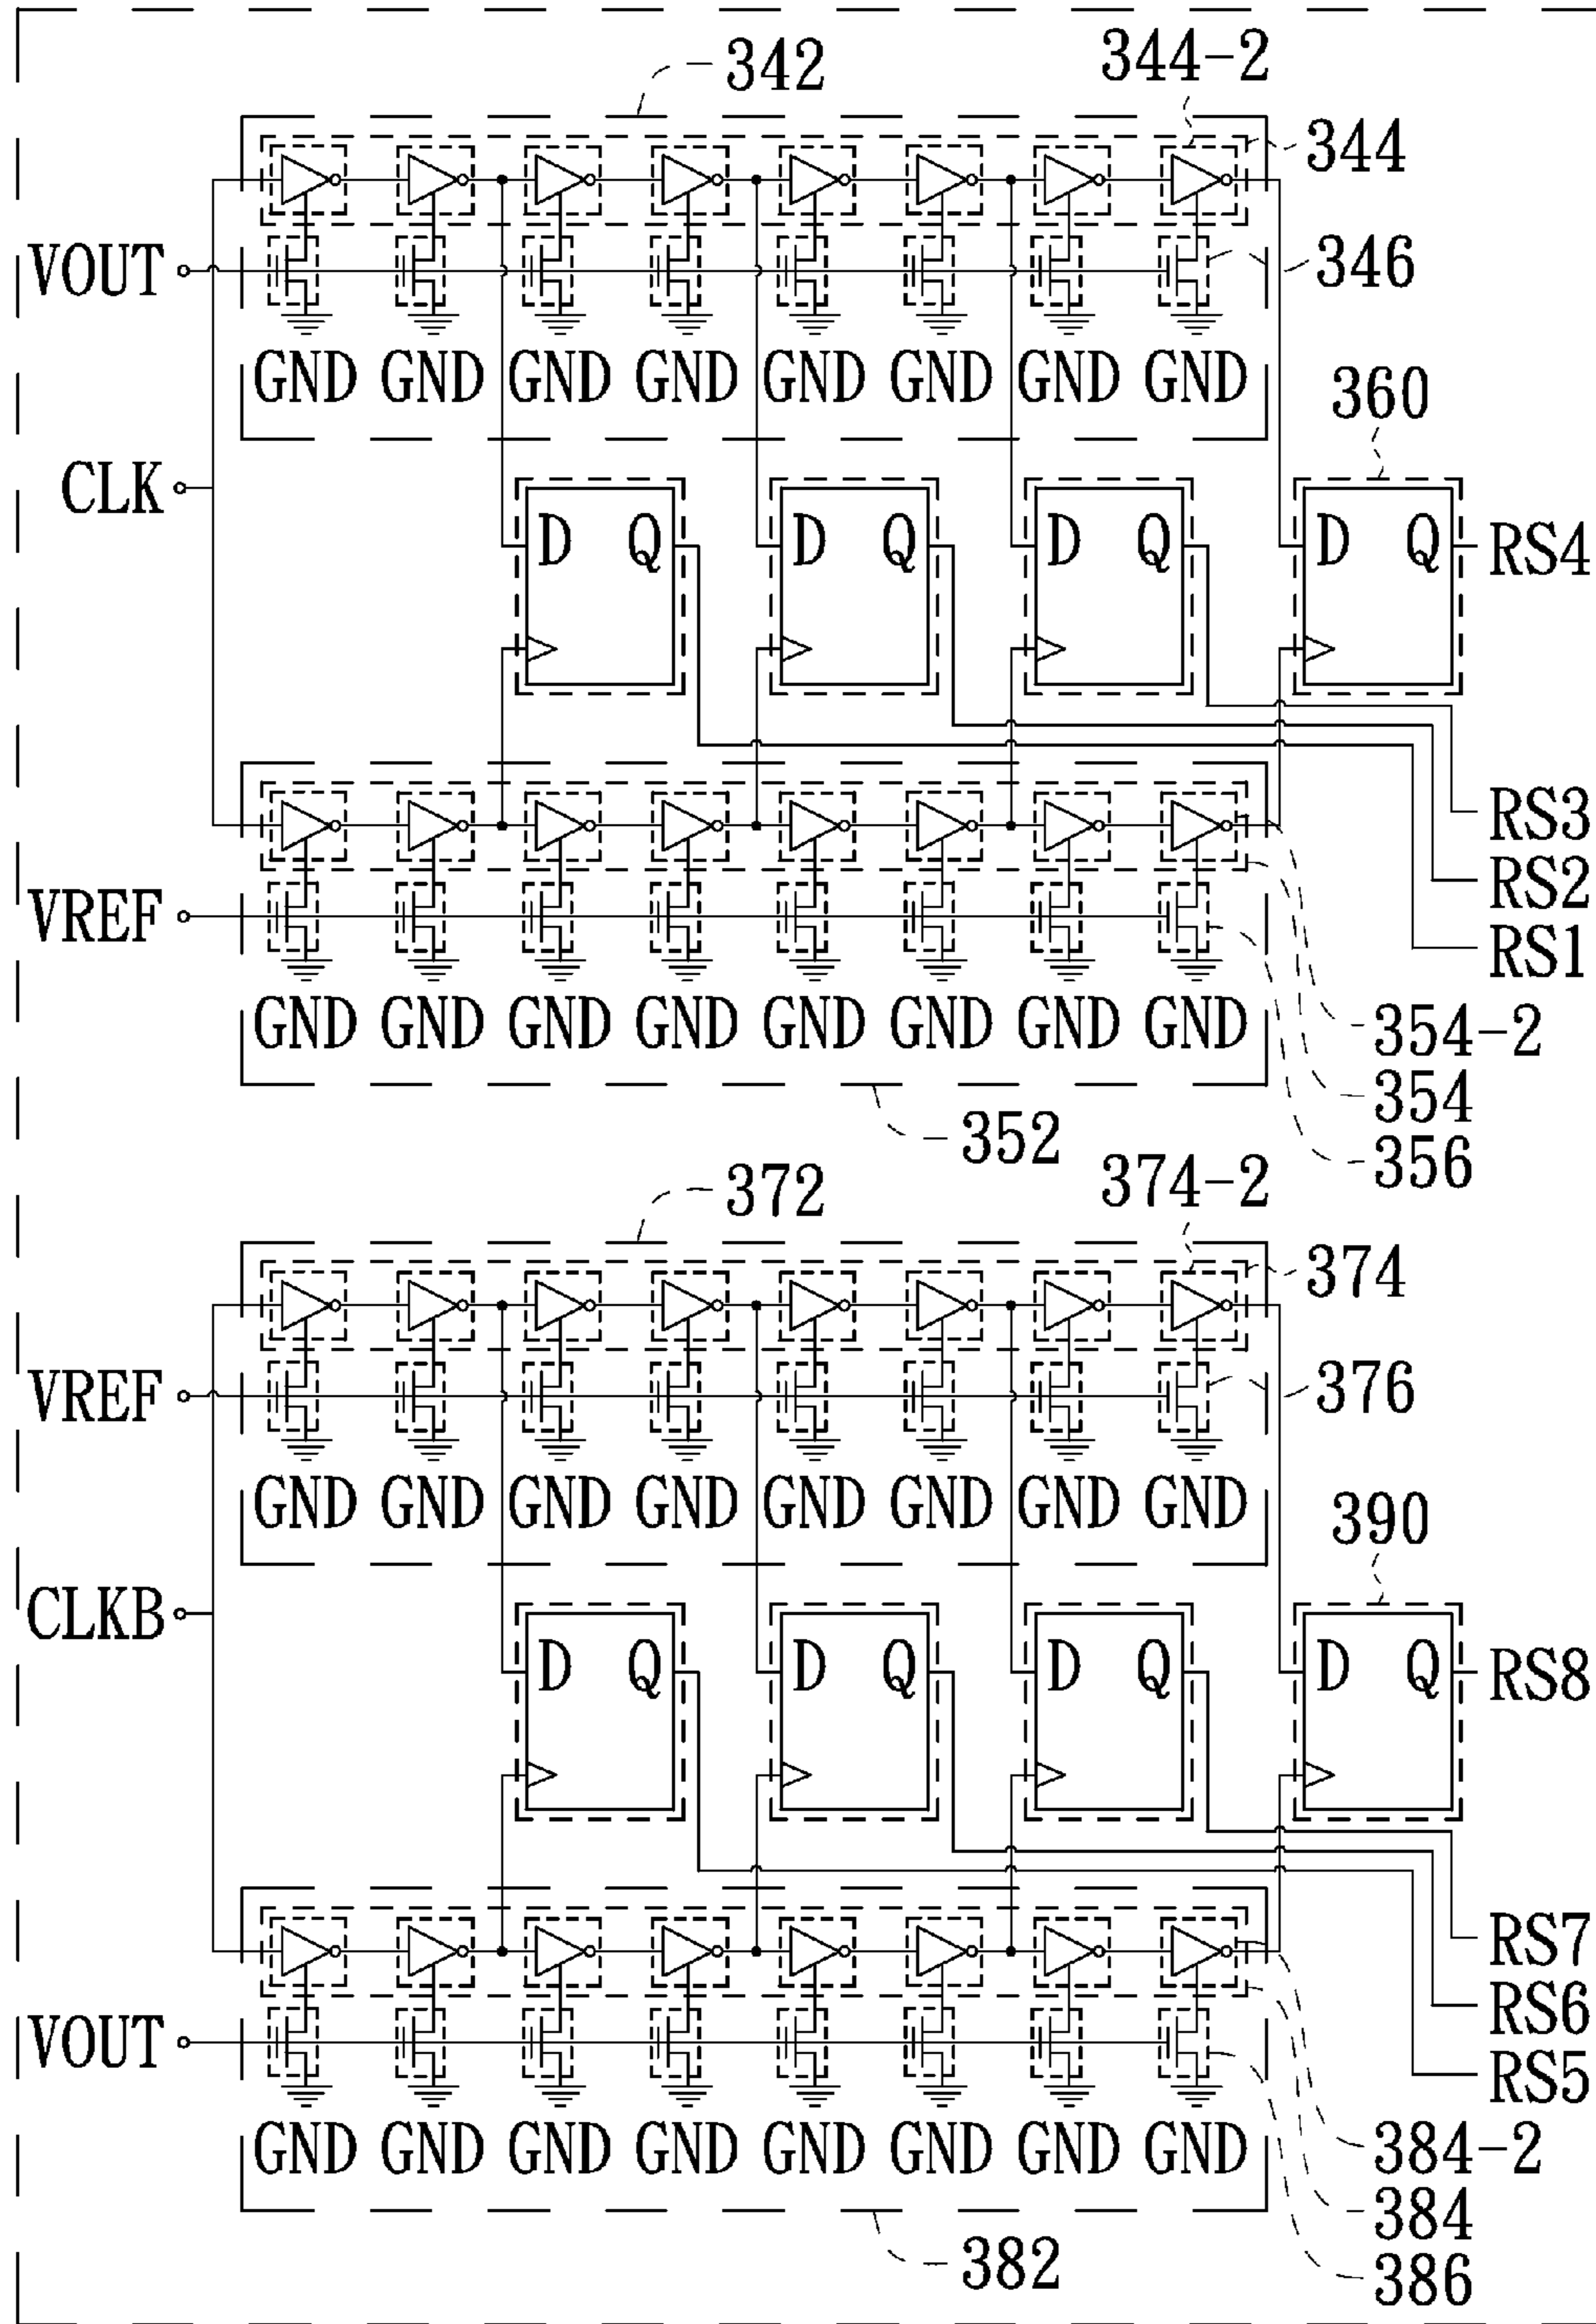 342
344-2
344
VOUT
346
GND GND GND GND GND GND GND GND
360
CLK
D Q D Q D Q D Q
RS4
RS3
VREF
RS2
RS1
GND GND GND GND GND GND GND GND
354-2
354
352
356
372
374-2
374
VREF
376
GND GND GND GND GND GND GND GND
390
CLKB
D Q D Q D Q D Q
RS8
RS7
RS6
VOUT
RS5
GND GND GND GND GND GND GND GND
384-2
384
382
386